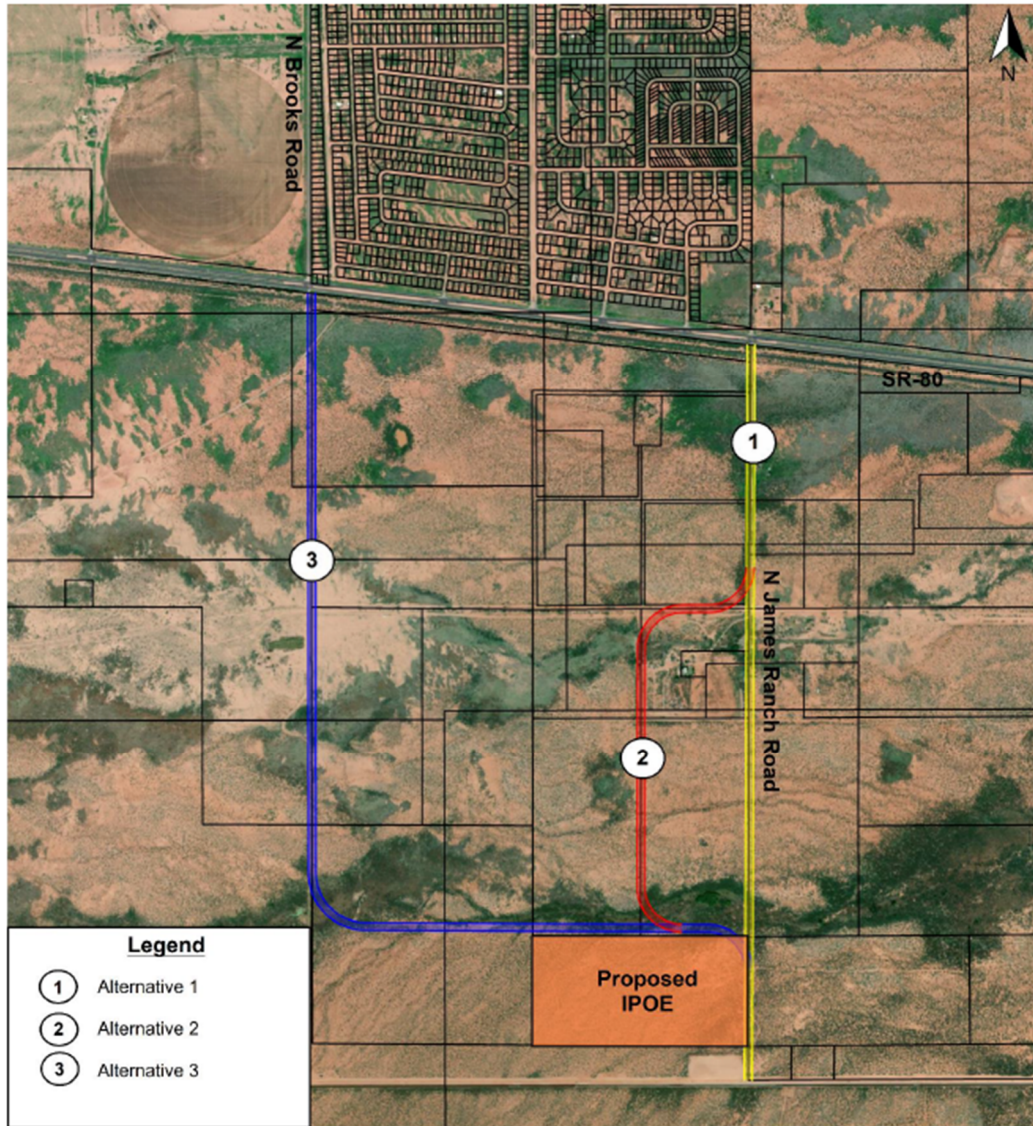 N Brooks Road
N
SR-80
1
3
N James Ranch Road
2
Proposed
IPOE
Legend
1 Alternative 1
2 Alternative 2
3 Alternative 3